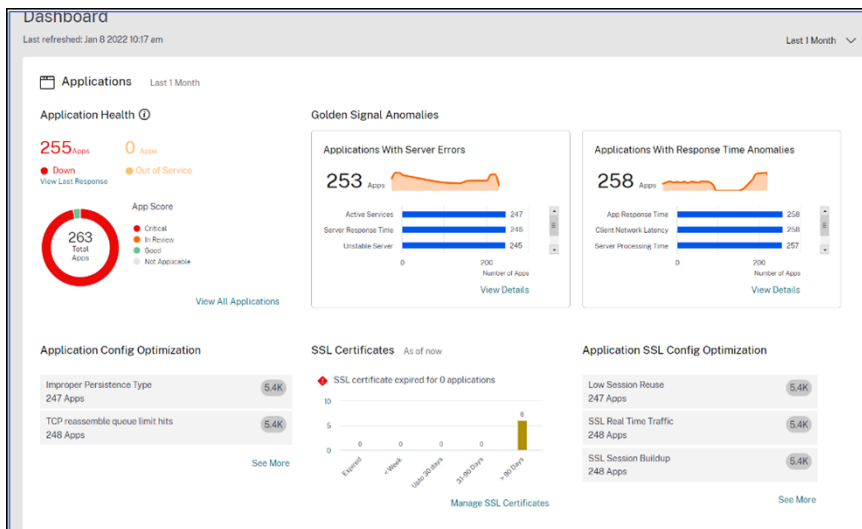 Dashboard
Last refreshed: Jan 8 2022 10:17 am
Last 1 Month
Applications Last 1 Month
Application Health
255 Apps
0 Apps
Down
Out of Service
View Last Response
App Score
263
Total
Apps
Critical
In Review
Good
Not Applicable
View All Applications
Golden Signal Anomalies
Applications With Server Errors
253 Apps
Active Services 247
Server Response Time 246
Unstable Server 245
0 200
Number of Apps
View Details
Applications With Response Time Anomalies
258 Apps
App Response Time 258
Client Network Latency 258
Server Processing Time 257
0 200
Number of Apps
View Details
Application Config Optimization
Improper Persistence Type
247 Apps
5.4K
TCP reassemble queue limit hits
248 Apps
5.4K
See More
SSL Certificates As of now
SSL certificate expired for 0 applications
10
5
0
0 0 0 0 6
Expired
< Week
Upto 30 days
31-90 Days
> 90 Days
Manage SSL Certificates
Application SSL Config Optimization
Low Session Reuse
247 Apps
5.4K
SSL Real Time Traffic
248 Apps
5.4K
SSL Session Buildup
248 Apps
5.4K
See More